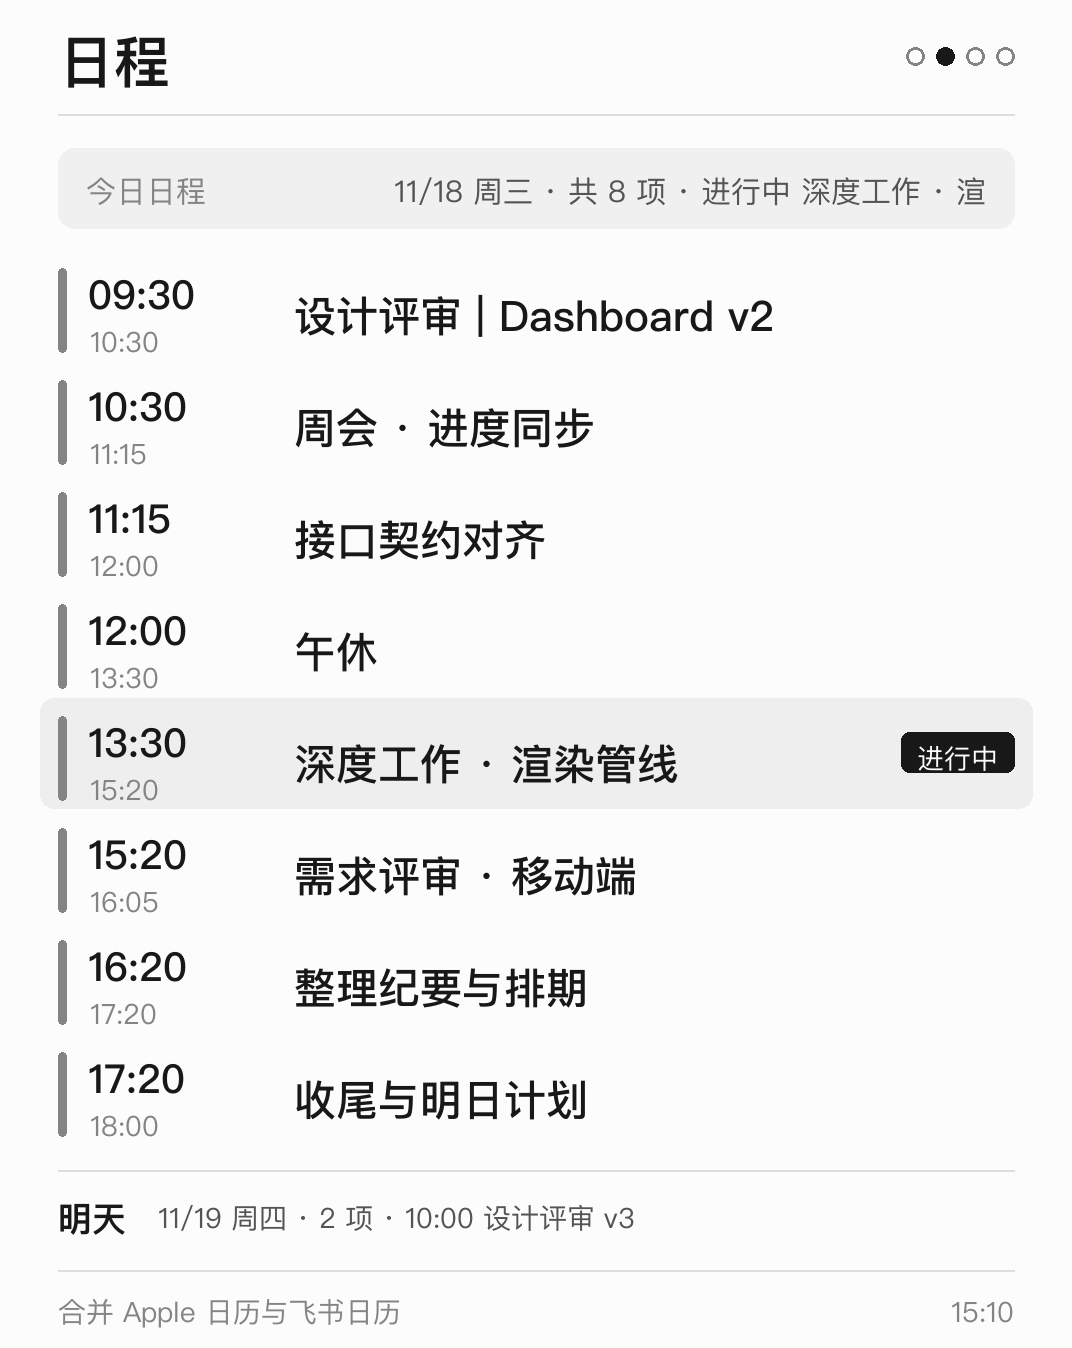 日程
今日日程 11/18 周三 · 共 8 项 · 进行中 深度工作 · 渲
09:30 设计评审 | Dashboard v2
10:30
10:30 周会 · 进度同步
11:15
11:15 接口契约对齐
12:00
12:00 午休
13:30
13:30 深度工作 · 渲染管线 进行中
15:20
15:20 需求评审 · 移动端
16:05
16:20 整理纪要与排期
17:20
17:20 收尾与明日计划
18:00
明天 11/19 周四 · 2 项 · 10:00 设计评审 v3
合并 Apple 日历与飞书日历 15:10